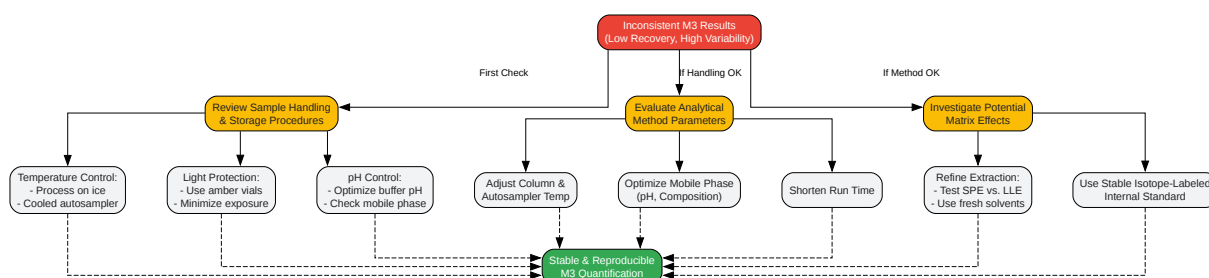 Inconsistent M3 Results
(Low Recovery, High Variability)
First Check
If Handling OK
If Method OK
Review Sample Handling
& Storage Procedures
Evaluate Analytical
Method Parameters
Investigate Potential
Matrix Effects
Temperature Control:
- Process on ice
- Cooled autosampler
Light Protection:
- Use amber vials
- Minimize exposure
pH Control:
- Optimize buffer pH
- Check mobile phase
Adjust Column &
Autosampler Temp
Optimize Mobile Phase
(pH, Composition)
Shorten Run Time
Refine Extraction:
- Test SPE vs. LLE
- Use fresh solvents
Use Stable Isotope-Labeled
Internal Standard
Stable & Reproducible
M3 Quantification